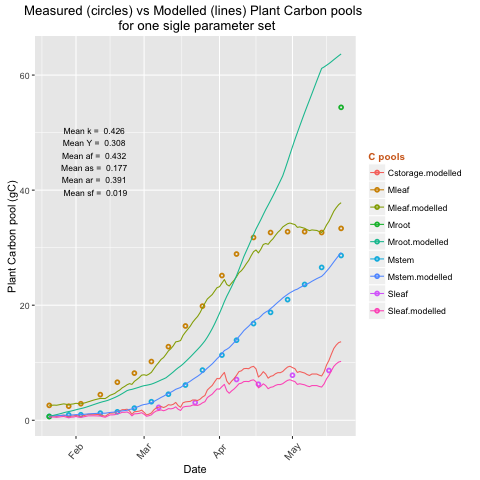 Measured (circles) vs Modelled (lines) Plant Carbon pools
for one sigle parameter set
Plant Carbon pool (gC)
60
40
20
0
Mean k = 0.426
Mean Y = 0.308
Mean af = 0.432
Mean as = 0.177
Mean ar = 0.391
Mean sf = 0.019
Feb
Mar
Apr
May
Date
C pools
Cstorage.modelled
Mleaf
Mleaf.modelled
Mroot
Mroot.modelled
Mstem
Mstem.modelled
Sleaf
Sleaf.modelled